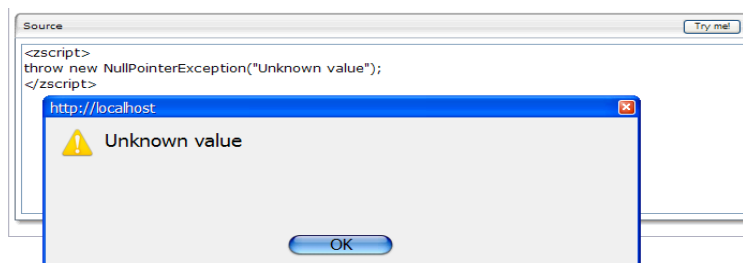 Source
Try me!
<zscript>
throw new NullPointerException("Unknown value");
</zscript>
http://localhost
Unknown value
OK